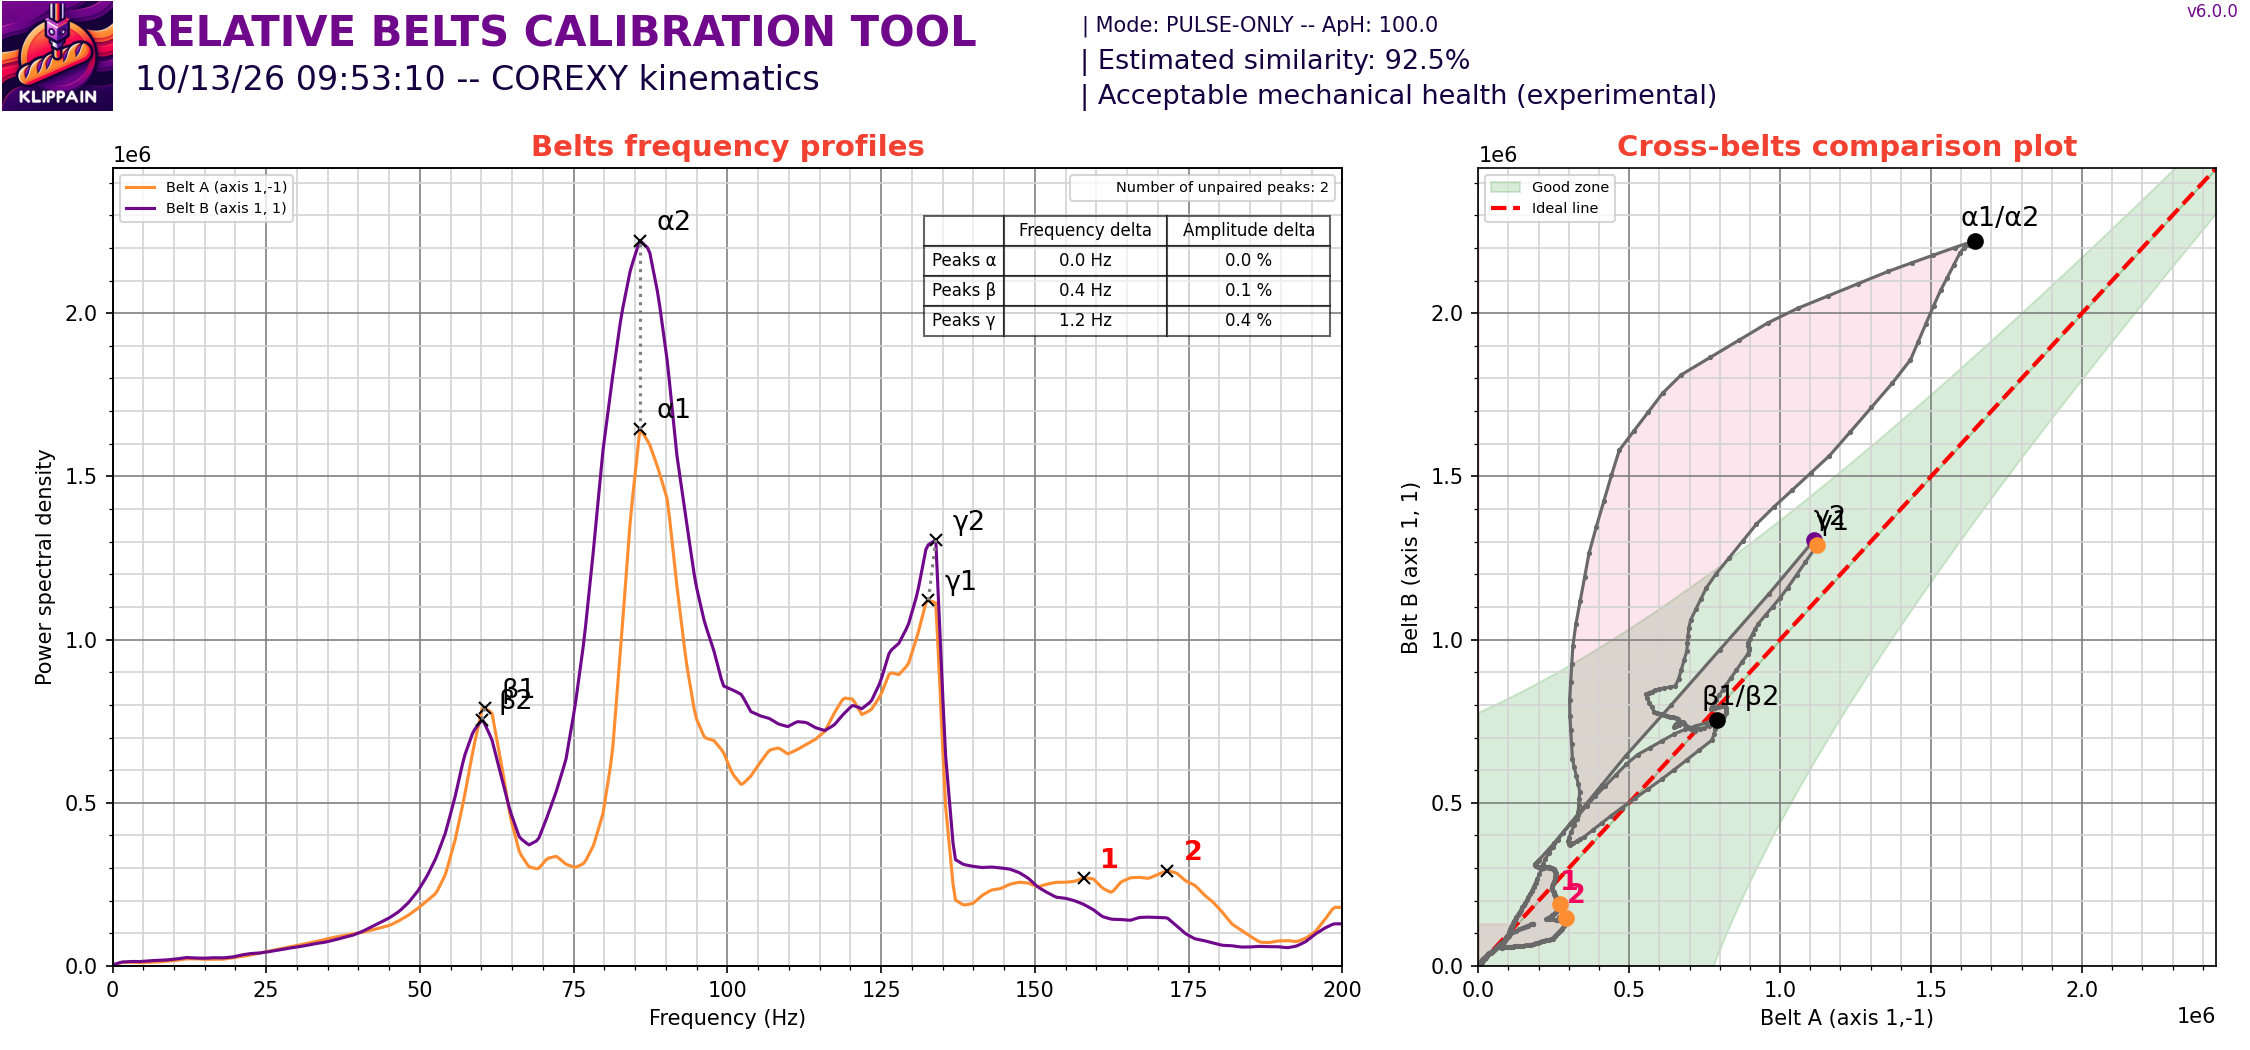 KLIPPAIN
RELATIVE BELTS CALIBRATION TOOL
10/13/26 09:53:10 -- COREXY kinematics
| Mode: PULSE-ONLY -- ApH: 100.0
| Estimated similarity: 92.5%
| Acceptable mechanical health (experimental)
v6.0.0
Belts frequency profiles
1e6
Belt A (axis 1,-1)
Belt B (axis 1, 1)
Number of unpaired peaks: 2
Frequency delta Amplitude delta
Peaks α 0.0 Hz 0.0 %
Peaks β 0.4 Hz 0.1 %
Peaks γ 1.2 Hz 0.4 %
α2
α1
γ2
γ1
β1
β2
1
2
Power spectral density
2.0
1.5
1.0
0.5
0.0
0 25 50 75 100 125 150 175 200
Frequency (Hz)
Cross-belts comparison plot
1e6
Good zone
Ideal line
α1/α2
γ2
γ1
β1/β2
1
2
Belt B (axis 1, 1)
2.0
1.5
1.0
0.5
0.0
0.0 0.5 1.0 1.5 2.0
Belt A (axis 1,-1)
1e6